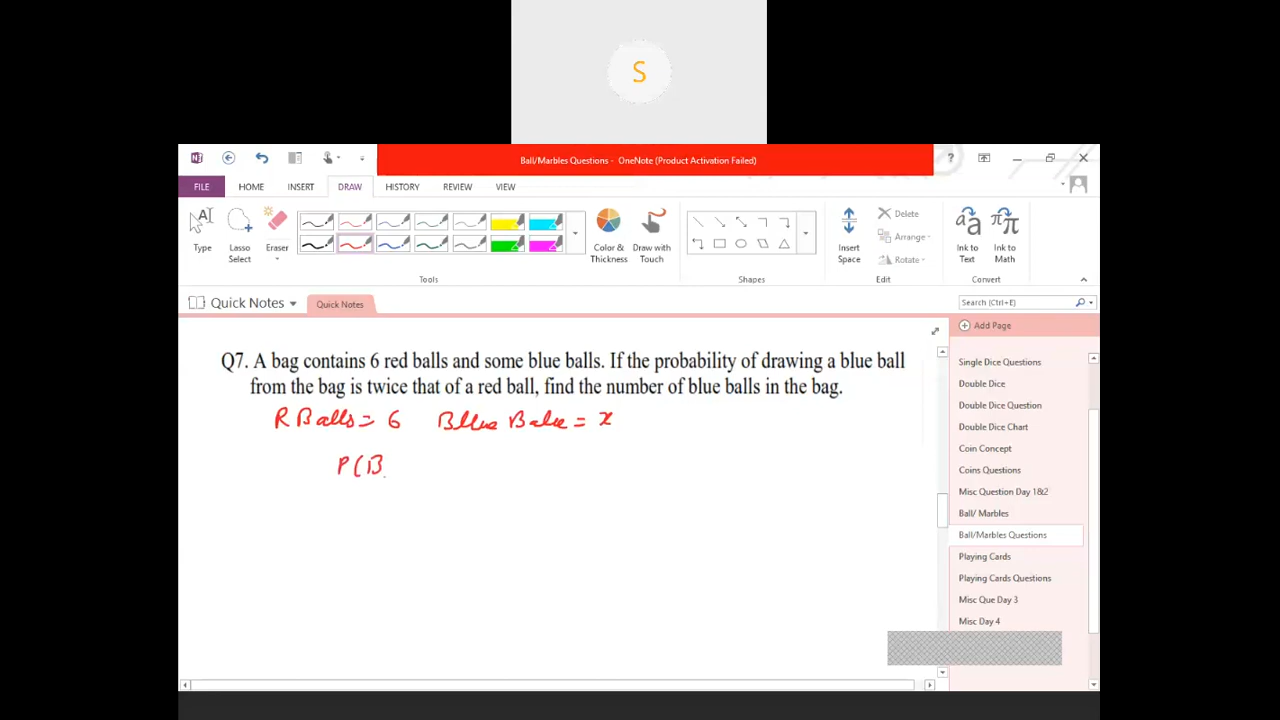 S
Ball/Marbles Questions - OneNote (Product Activation Failed)
?
FILE HOME INSERT DRAW HISTORY REVIEW VIEW
Type
Lasso Select
Eraser
Color & Thickness
Draw with Touch
Insert Space
Delete
Arrange
Rotate
Ink to Text
Ink to Math
Tools
Shapes
Edit
Convert
Quick Notes
Quick Notes
Search (Ctrl+E)
Add Page
Q7. A bag contains 6 red balls and some blue balls. If the probability of drawing a blue ball
from the bag is twice that of a red ball, find the number of blue balls in the bag.
R Balls = 6 Blue Balls = x
P(B
Single Dice Questions
Double Dice
Double Dice Question
Double Dice Chart
Coin Concept
Coins Questions
Misc Question Day 1&2
Ball/ Marbles
Ball/Marbles Questions
Playing Cards
Playing Cards Questions
Misc Que Day 3
Misc Day 4